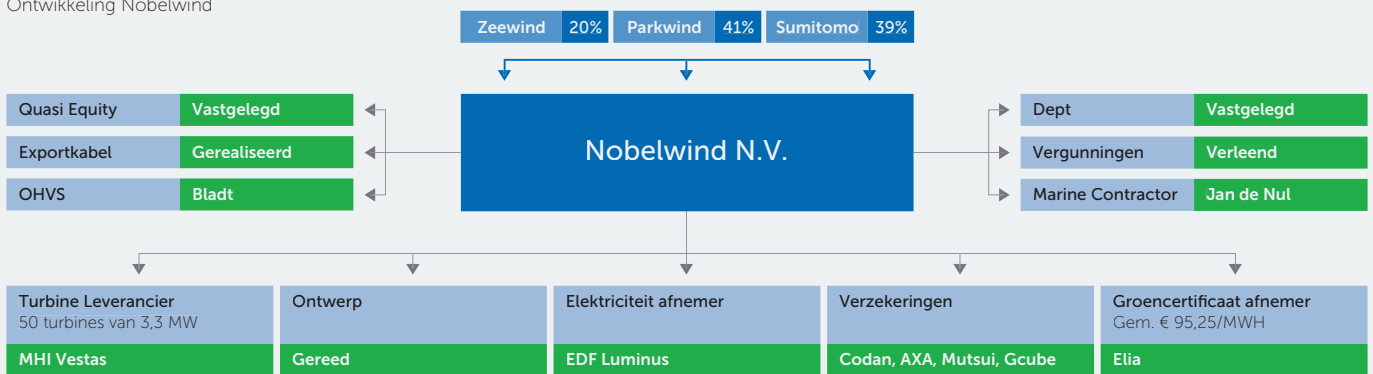 Ontwikkeling Nobelwind
Zeewind 20% Parkwind 41% Sumitomo 39%
Quasi Equity Vastgelegd
Exportkabel Gerealiseerd
OHVS Bladt
Nobelwind N.V.
Dept Vastgelegd
Vergunningen Verleend
Marine Contractor Jan de Nul
Turbine Leverancier
50 turbines van 3,3 MW
MHI Vestas
Ontwerp
Gereed
Elektriciteit afnemer
EDF Luminus
Verzekeringen
Codan, AXA, Mutsui, Gcube
Groencertificaat afnemer
Gem. € 95,25/MWH
Elia